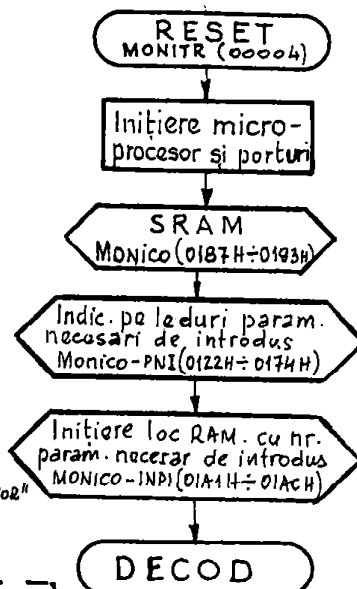 RESET
MONITR (00004)
Inițiere micro-
procesor și porturi
SRAM
MONICO (0187H÷0193H)
Indic. pe leduri param.
necesari de introdus
Monico-PNI(0122H÷0174H)
Inițiere loc RAM. cu nr.
param. necesar de introdus
MONICO-INPI(01A1H÷01ACH)
DECOD